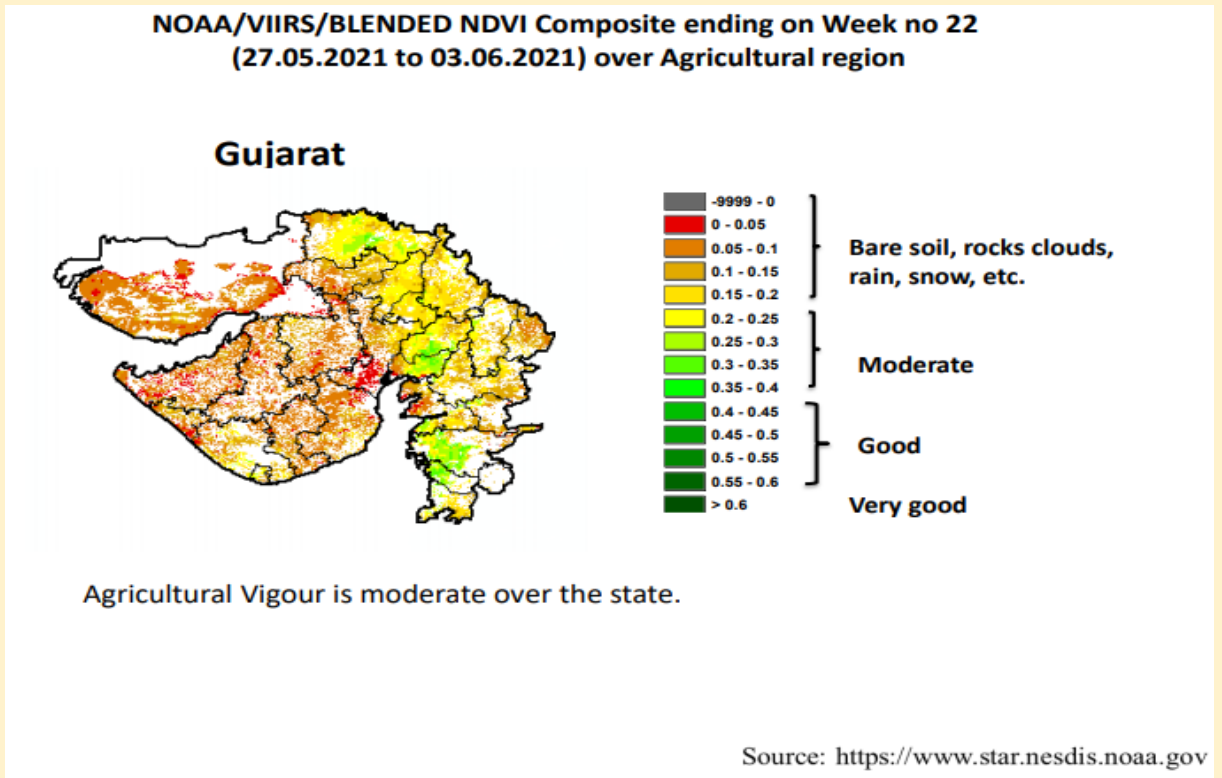 NOAA/VIIRS/BLENDED NDVI Composite ending on Week no 22
(27.05.2021 to 03.06.2021) over Agricultural region
Gujarat
-9999 - 0
0 - 0.05
0.05 - 0.1
0.1 - 0.15
0.15 - 0.2
0.2 - 0.25
0.25 - 0.3
0.3 - 0.35
0.35 - 0.4
0.4 - 0.45
0.45 - 0.5
0.5 - 0.55
0.55 - 0.6
> 0.6
Bare soil, rocks clouds,
rain, snow, etc.
Moderate
Good
Very good
Agricultural Vigour is moderate over the state.
Source: https://www.star.nesdis.noaa.gov